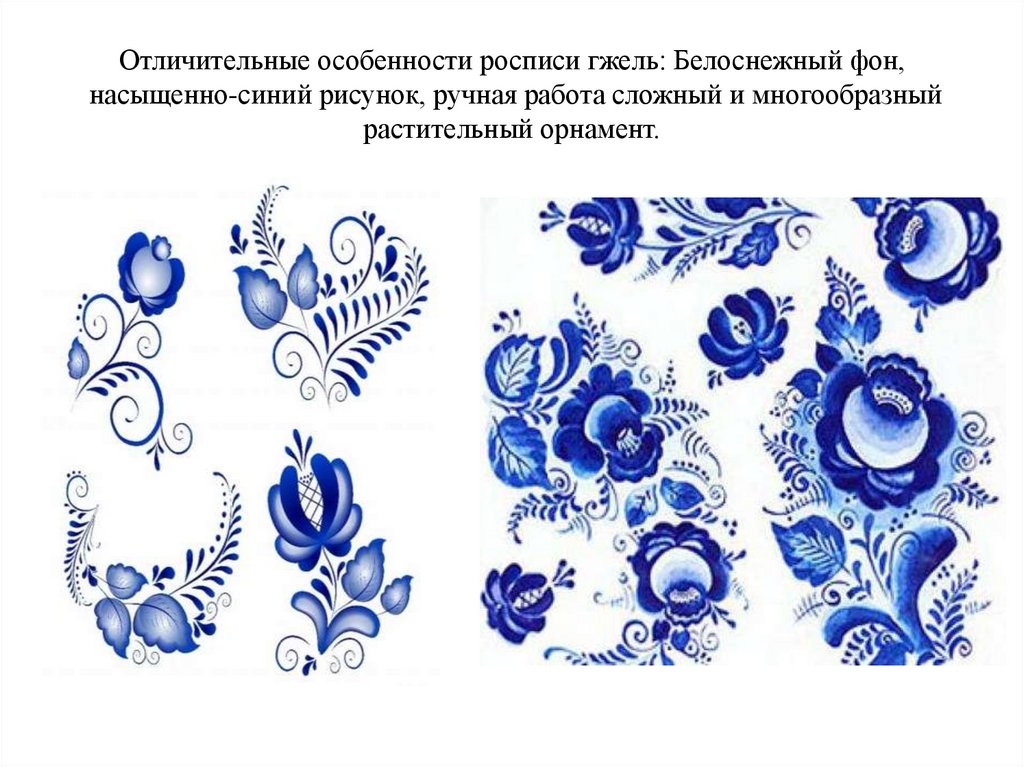 Отличительные особенности росписи гжель: Белоснежный фон,
насыщенно-синий рисунок, ручная работа сложный и многообразный
растительный орнамент.